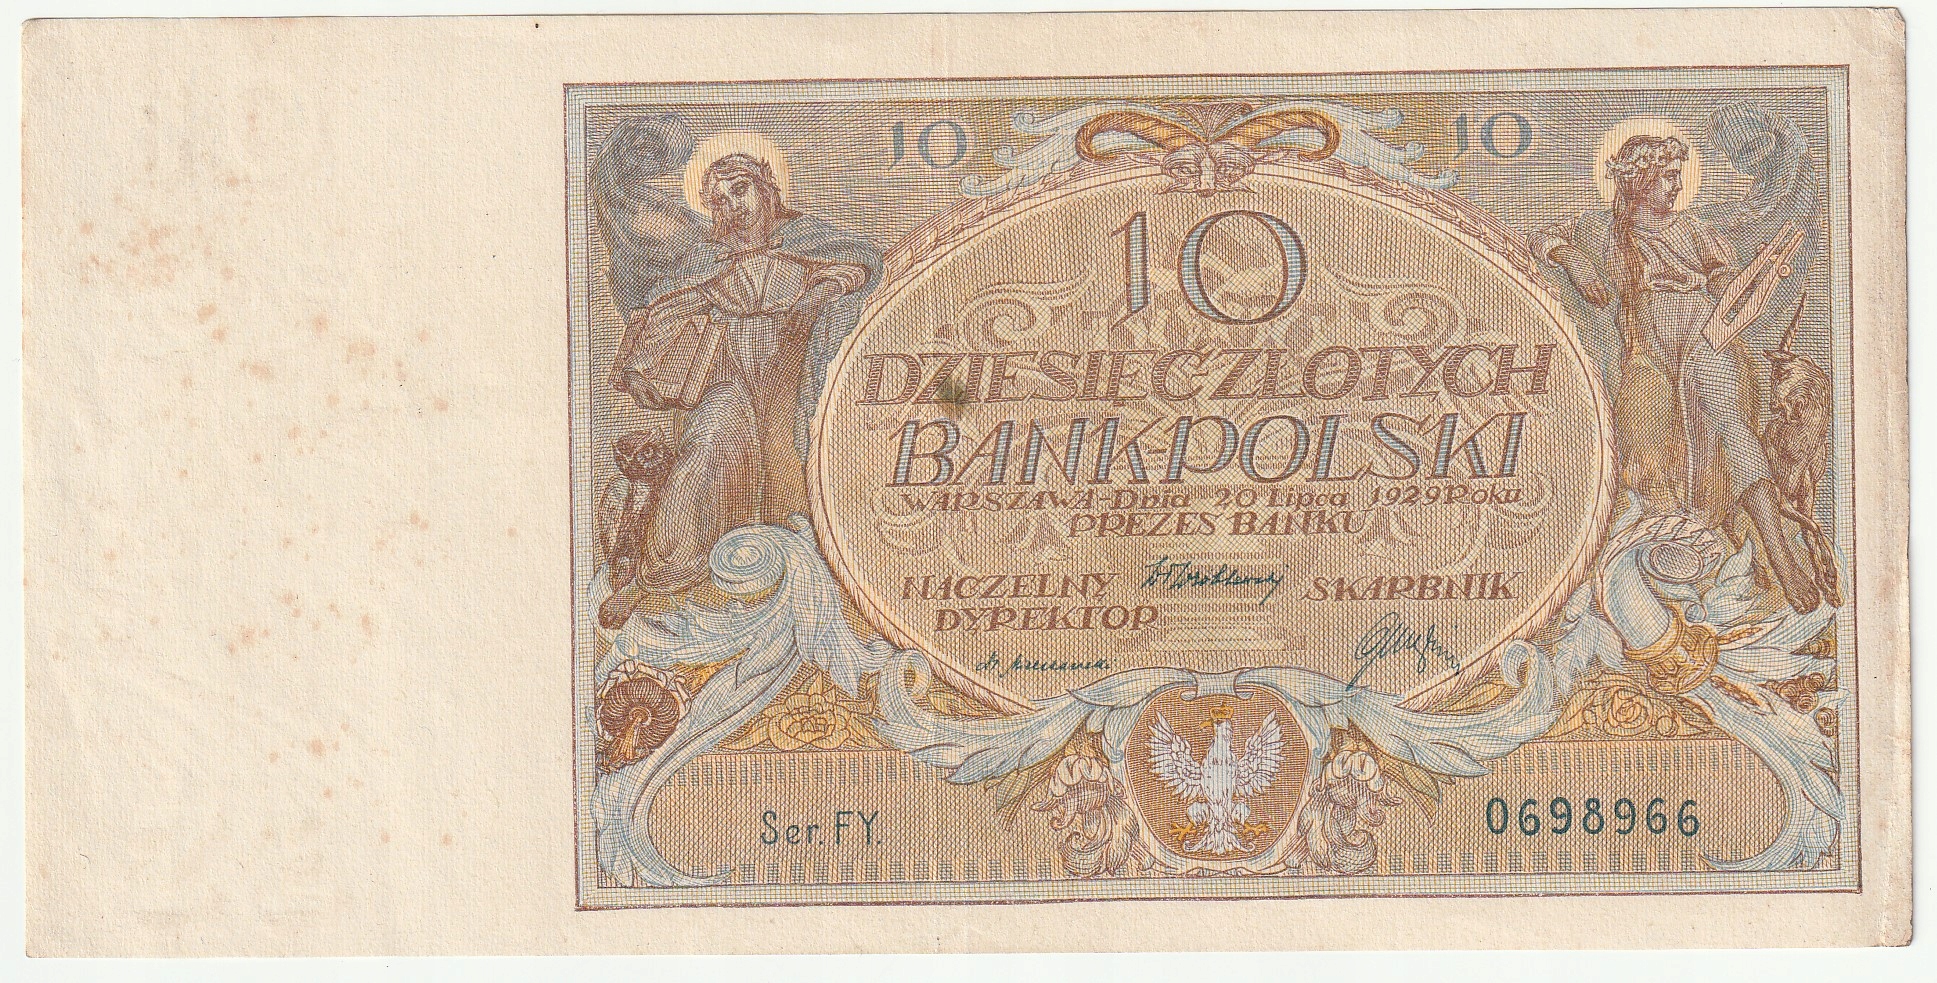 10 10
10
DZIESIĘĆ ZŁOTYCH
BANK POLSKI
WARSZAWA-Dnia 20 Lipca 1929 Roku
PREZES BANKU
NACZELNY SKARBNIK
DYREKTOR
Ser. FY. 0698966